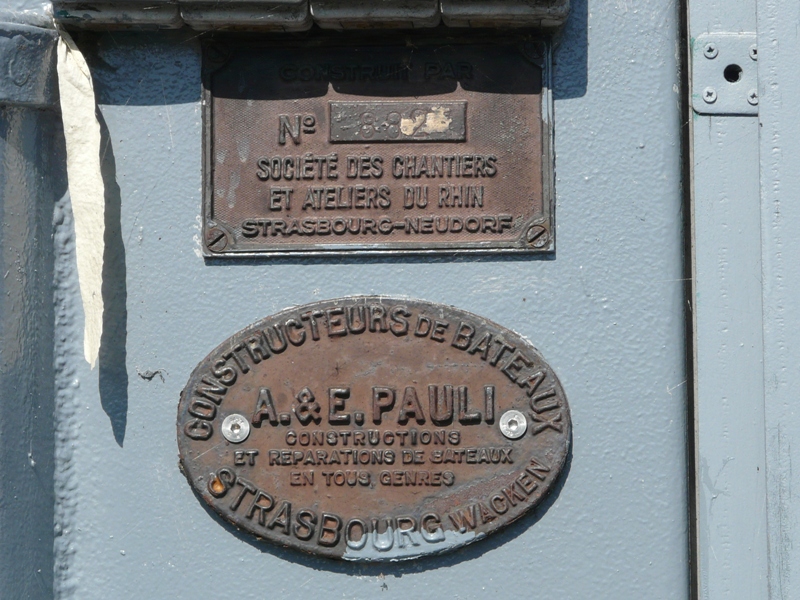 CONSTRUIT PAR
Nº
SOCIÉTÉ DES CHANTIERS
ET ATELIERS DU RHIN
STRASBOURG-NEUDORF
CONSTRUCTEURS DE BATEAUX
A. & E. PAULI
CONSTRUCTIONS
ET REPARATIONS DE BATEAUX
EN TOUS GENRES
STRASBOURG WACKEN